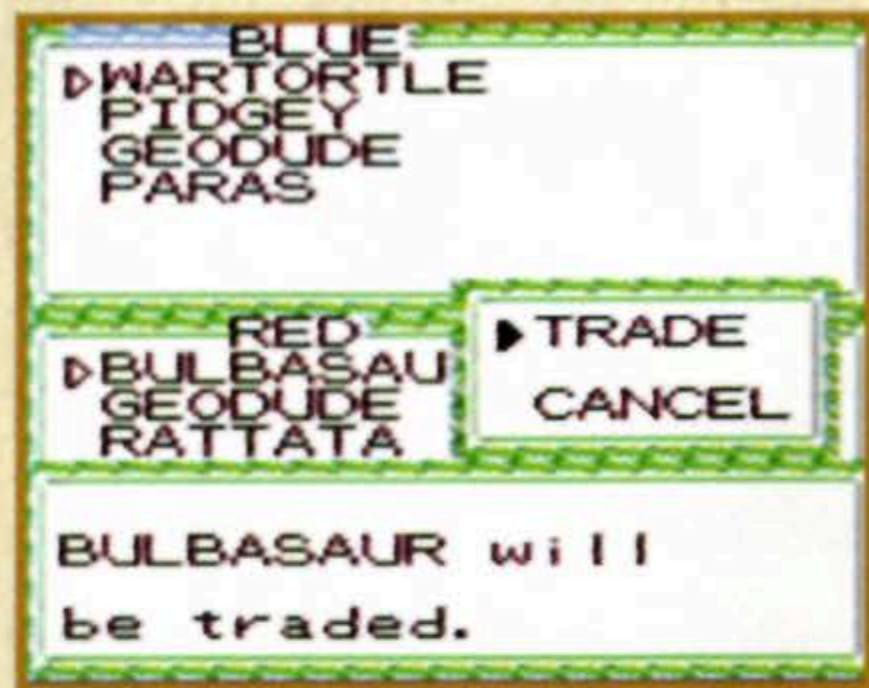 BLUE
WARTORTLE
PIDGEY
GEODUDE
PARAS
RED
BULBASAU
GEODUDE
RATTATA
TRADE
CANCEL
BULBASAUR will
be traded.